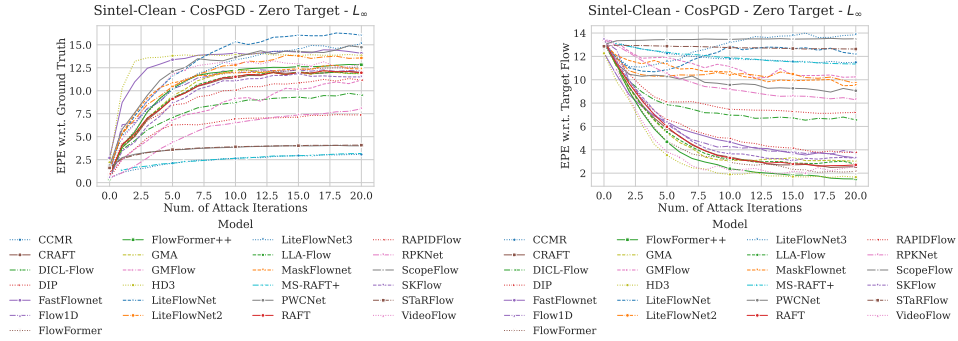 Sintel-Clean - CosPGD - Zero Target - L∞
EPE w.r.t. Ground Truth
15.0
12.5
10.0
7.5
5.0
2.5
0.0
0.0 2.5 5.0 7.5 10.0 12.5 15.0 17.5 20.0
Num. of Attack Iterations
Model
CCMR FlowFormer++ LiteFlowNet3 RAPIDFlow
CRAFT GMA LLA-Flow RPKNet
DICL-Flow GMFlow MaskFlownet ScopeFlow
DIP HD3 MS-RAFT+ SKFlow
FastFlownet LiteFlowNet PWCNet STaRFlow
Flow1D LiteFlowNet2 RAFT VideoFlow
FlowFormer
Sintel-Clean - CosPGD - Zero Target - L∞
EPE w.r.t. Target Flow
14
12
10
8
6
4
2
0.0 2.5 5.0 7.5 10.0 12.5 15.0 17.5 20.0
Num. of Attack Iterations
Model
CCMR FlowFormer++ LiteFlowNet3 RAPIDFlow
CRAFT GMA LLA-Flow RPKNet
DICL-Flow GMFlow MaskFlownet ScopeFlow
DIP HD3 MS-RAFT+ SKFlow
FastFlownet LiteFlowNet PWCNet STaRFlow
Flow1D LiteFlowNet2 RAFT VideoFlow
FlowFormer